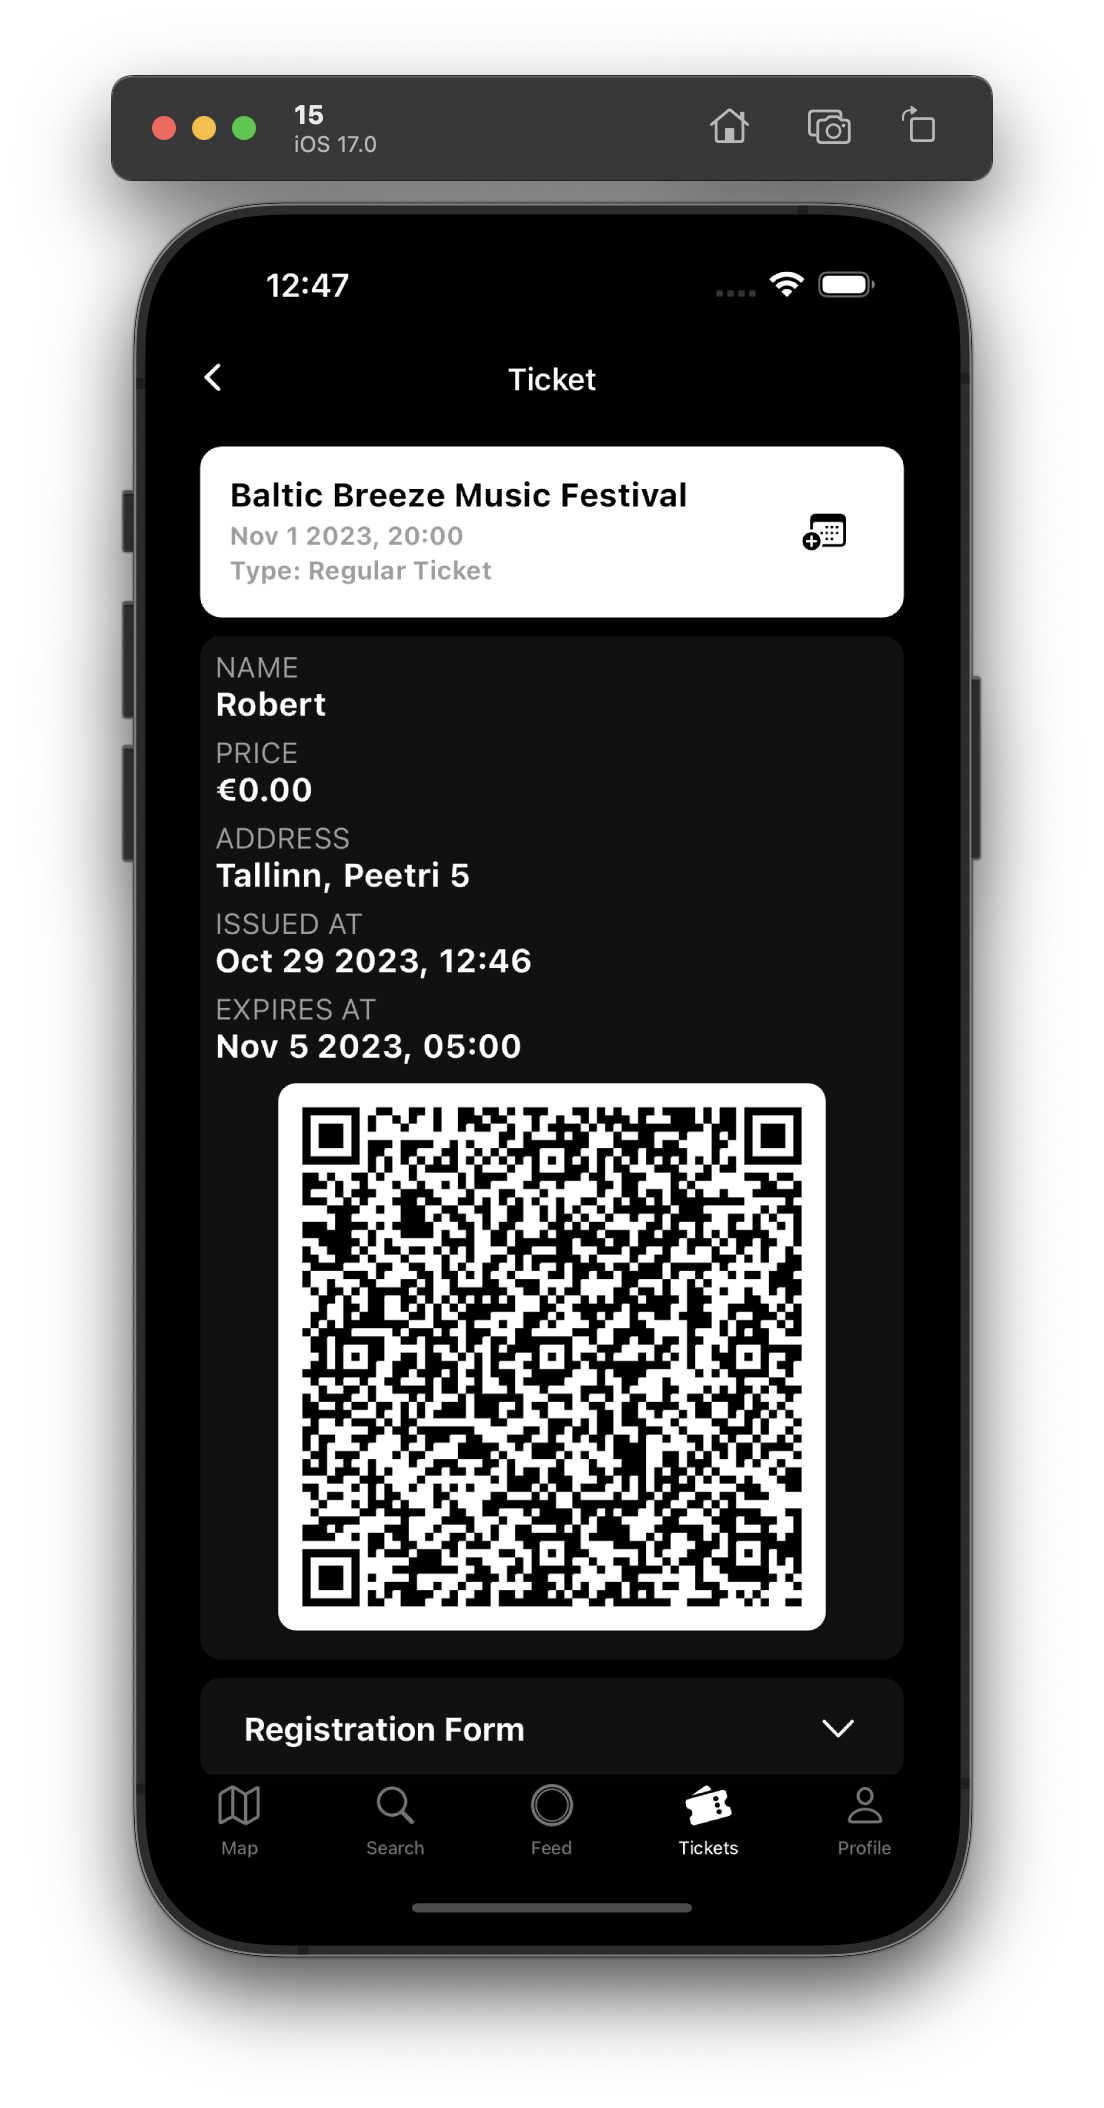 15
iOS 17.0
12:47
Ticket
Baltic Breeze Music Festival
Nov 1 2023, 20:00
Type: Regular Ticket
NAME
Robert
PRICE
€0.00
ADDRESS
Tallinn, Peetri 5
ISSUED AT
Oct 29 2023, 12:46
EXPIRES AT
Nov 5 2023, 05:00
Registration Form
Map
Search
Feed
Tickets
Profile